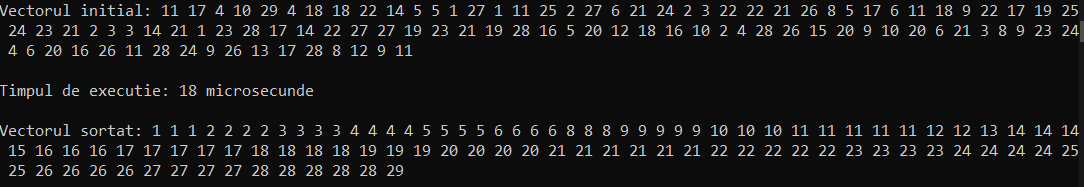 Vectorul initial: 11 17 4 10 29 4 18 18 22 14 5 5 1 27 1 11 25 2 27 6 21 24 2 3 22 22 21 26 8 5 17 6 11 18 9 22 17 19 25
24 23 21 2 3 3 14 21 1 23 28 17 14 22 27 27 19 23 21 19 28 16 5 20 12 18 16 10 2 4 28 26 15 20 9 10 20 6 21 3 8 9 23 24
4 6 20 16 26 11 28 24 9 26 13 17 28 8 12 9 11
Timpul de executie: 18 microsecunde
Vectorul sortat: 1 1 1 2 2 2 2 3 3 3 3 4 4 4 4 5 5 5 5 6 6 6 6 8 8 8 9 9 9 9 9 10 10 10 11 11 11 11 11 12 12 13 14 14 14
15 16 16 16 17 17 17 17 17 18 18 18 18 19 19 19 20 20 20 20 21 21 21 21 21 21 22 22 22 22 22 23 23 23 23 24 24 24 24 25
25 26 26 26 26 27 27 27 27 28 28 28 28 28 29